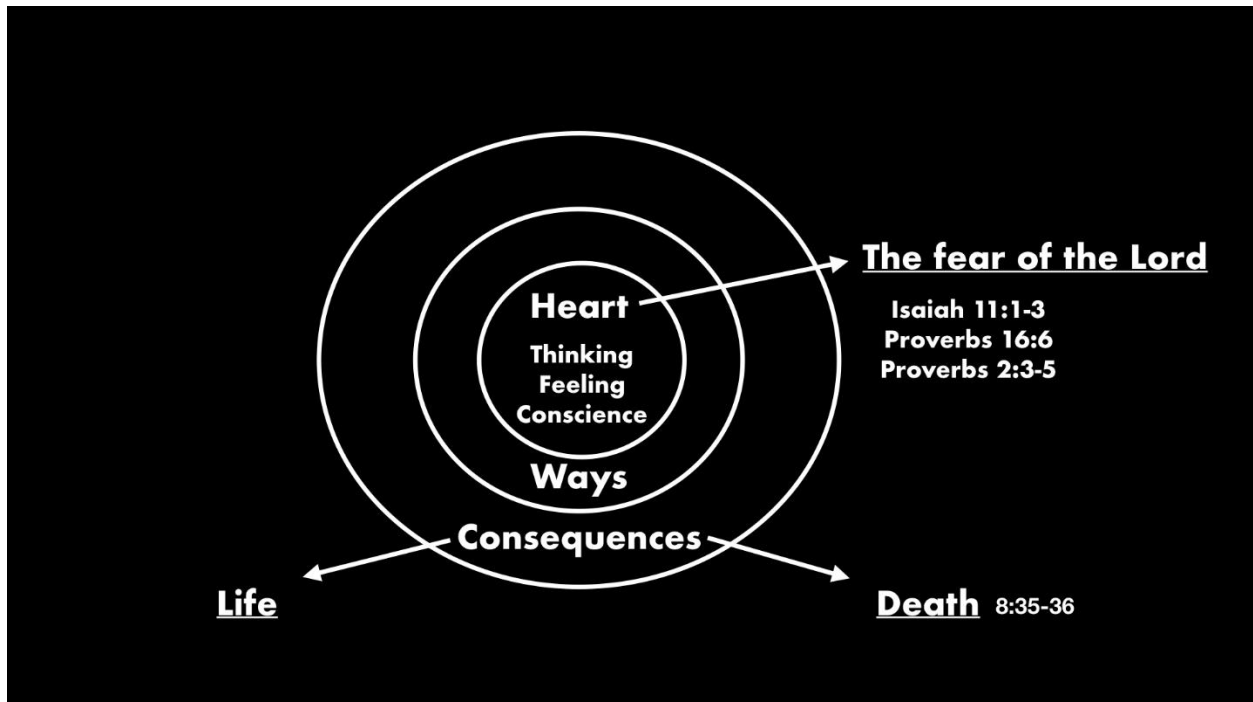 The fear of the Lord
Isaiah 11:1-3
Proverbs 16:6
Proverbs 2:3-5
Heart
Thinking
Feeling
Conscience
Ways
Consequences
Life
Death 8:35-36